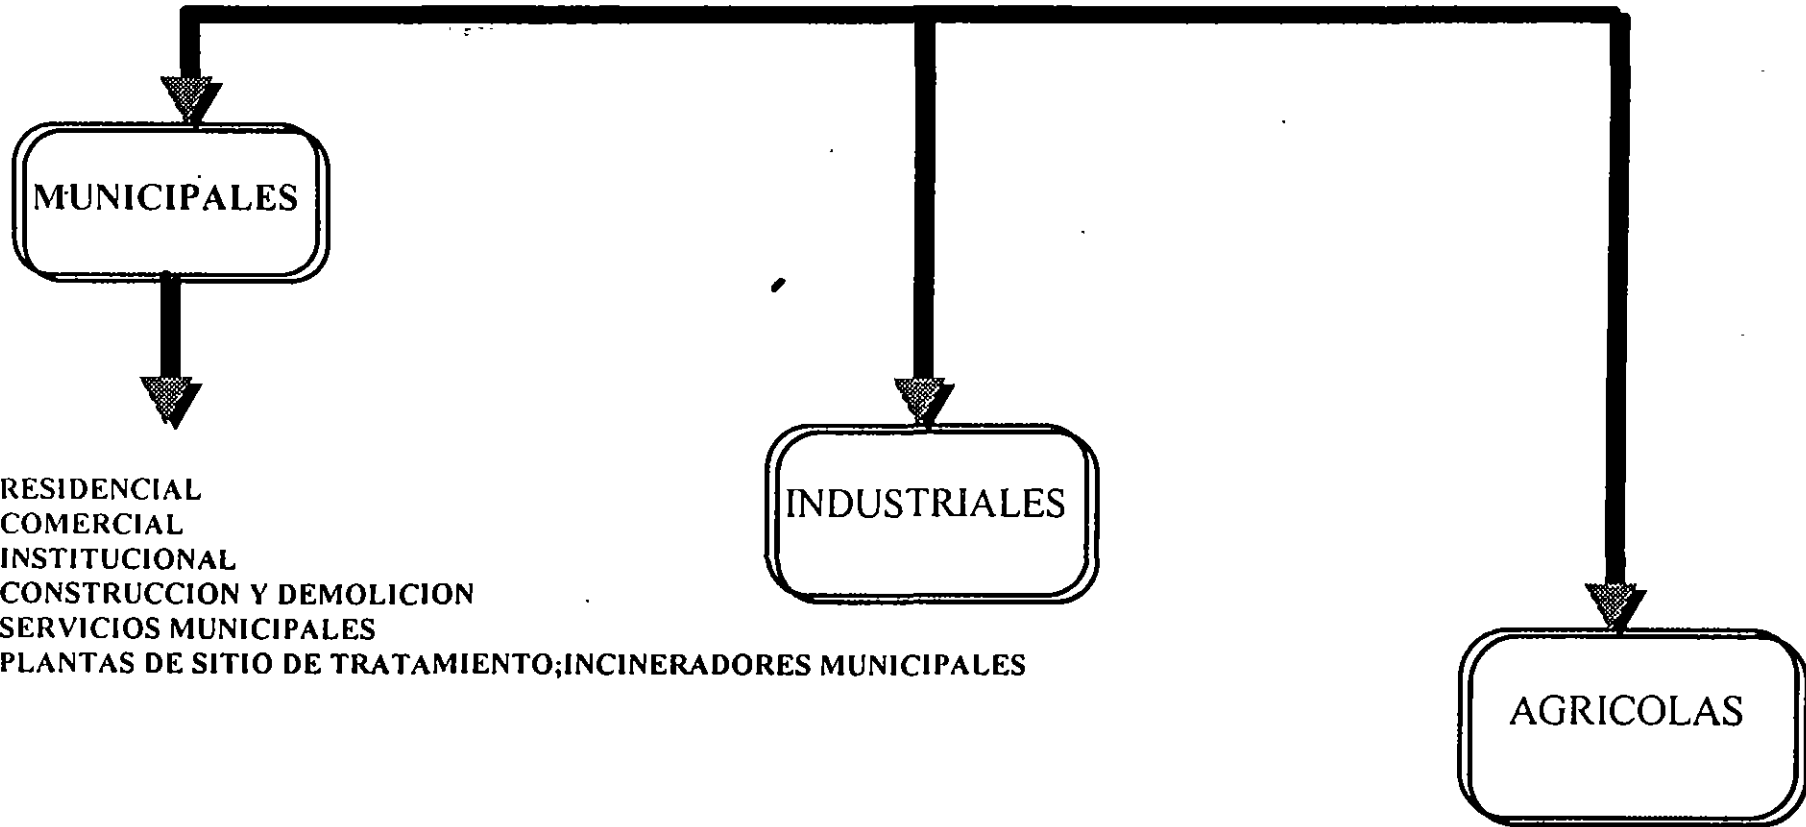 MUNICIPALES
RESIDENCIAL
COMERCIAL
INSTITUCIONAL
CONSTRUCCION Y DEMOLICION
SERVICIOS MUNICIPALES
PLANTAS DE SITIO DE TRATAMIENTO;INCINERADORES MUNICIPALES
INDUSTRIALES
AGRICOLAS